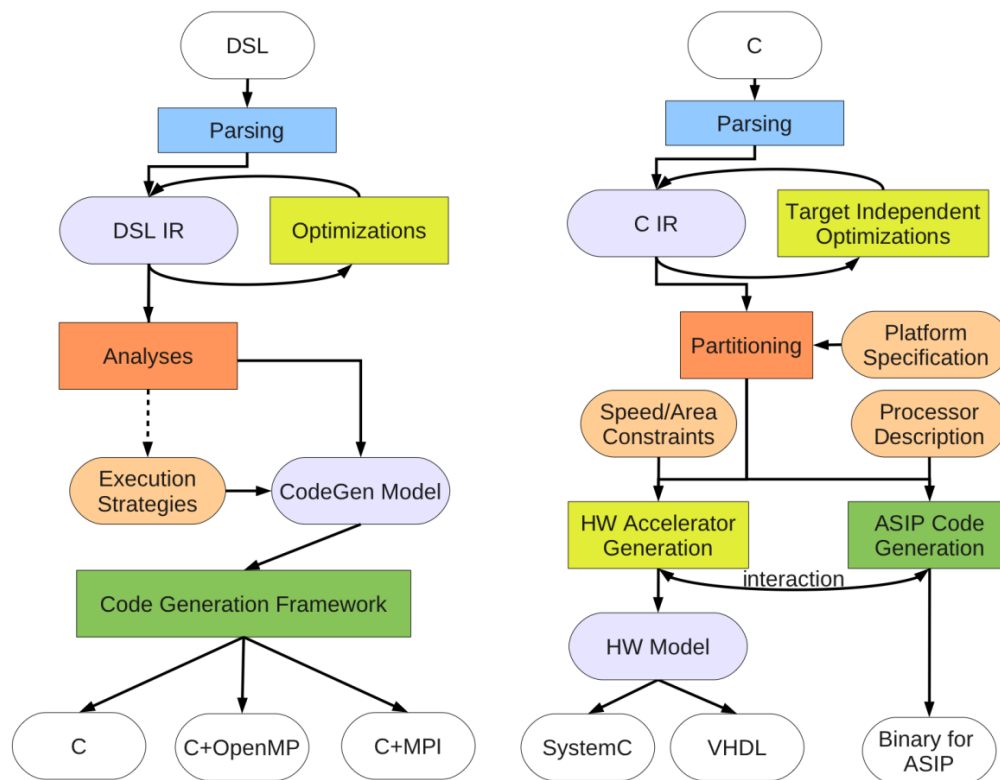 DSL
Parsing
DSL IR
Optimizations
Analyses
Execution
Strategies
CodeGen Model
Code Generation Framework
C
C+OpenMP
C+MPI
C
Parsing
C IR
Target Independent
Optimizations
Partitioning
Platform
Specification
Speed/Area
Constraints
Processor
Description
HW Accelerator
Generation
ASIP Code
Generation
interaction
HW Model
SystemC
VHDL
Binary for
ASIP